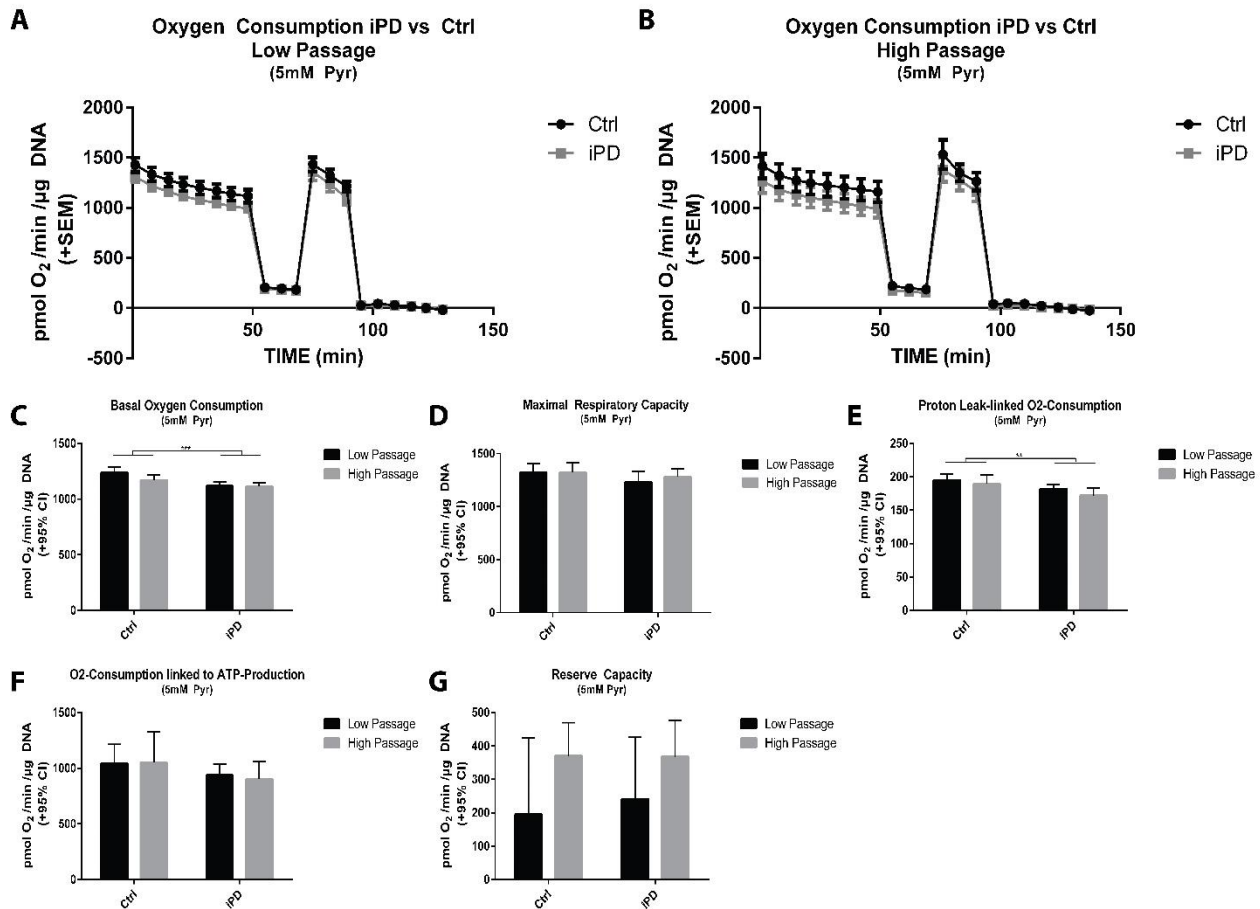 A
Oxygen Consumption iPD vs Ctrl
Low Passage
(5mM Pyr)
pmol O2 /min /µg DNA
(+SEM)
2000
1500
1000
500
0
-500
50
100
150
TIME (min)
Ctrl
iPD
B
Oxygen Consumption iPD vs Ctrl
High Passage
(5mM Pyr)
pmol O2 /min /µg DNA
(+SEM)
2000
1500
1000
500
0
-500
50
100
150
TIME (min)
Ctrl
iPD
C
Basal Oxygen Consumption
(5mM Pyr)
pmol O2 /min /µg DNA
(+95% CI)
1500
1000
500
0
***
Ctrl
iPD
Low Passage
High Passage
D
Maximal Respiratory Capacity
(5mM Pyr)
pmol O2 /min /µg DNA
(+95% CI)
1500
1000
500
0
Ctrl
iPD
Low Passage
High Passage
E
Proton Leak-linked O2-Consumption
(5mM Pyr)
pmol O2 /min /µg DNA
(+95% CI)
250
200
150
100
50
0
**
Ctrl
iPD
Low Passage
High Passage
F
O2-Consumption linked to ATP-Production
(5mM Pyr)
pmol O2 /min /µg DNA
(+95% CI)
1500
1000
500
0
Ctrl
iPD
Low Passage
High Passage
G
Reserve Capacity
(5mM Pyr)
pmol O2 /min /µg DNA
(+95% CI)
500
400
300
200
100
0
Ctrl
iPD
Low Passage
High Passage